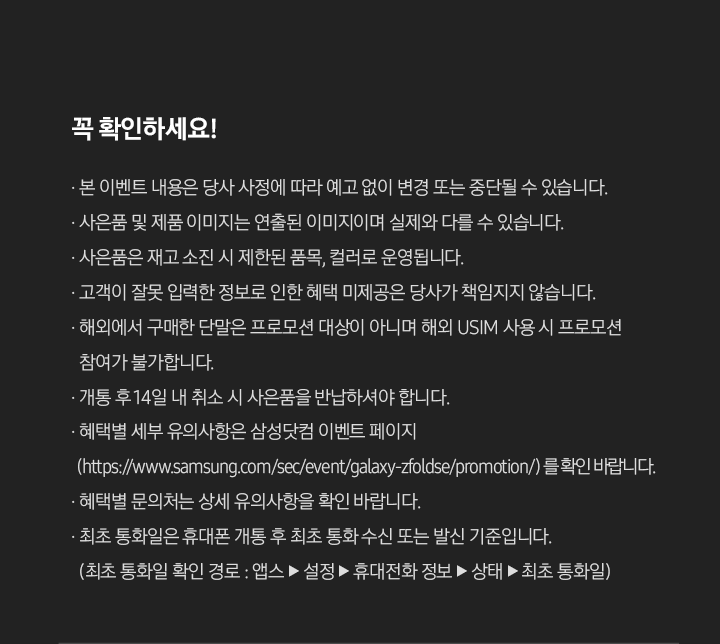 꼭 확인하세요!
· 본 이벤트 내용은 당사 사정에 따라 예고 없이 변경 또는 중단될 수 있습니다.
· 사은품 및 제품 이미지는 연출된 이미지이며 실제와 다를 수 있습니다.
· 사은품은 재고 소진 시 제한된 품목, 컬러로 운영됩니다.
· 고객이 잘못 입력한 정보로 인한 혜택 미제공은 당사가 책임지지 않습니다.
· 해외에서 구매한 단말은 프로모션 대상이 아니며 해외 USIM 사용 시 프로모션
참여가 불가합니다.
· 개통 후 14일 내 취소 시 사은품을 반납하셔야 합니다.
· 혜택별 세부 유의사항은 삼성닷컴 이벤트 페이지
(https://www.samsung.com/sec/event/galaxy-zfoldse/promotion/) 를 확인 바랍니다.
· 혜택별 문의처는 상세 유의사항을 확인 바랍니다.
· 최초 통화일은 휴대폰 개통 후 최초 통화 수신 또는 발신 기준입니다.
(최초 통화일 확인 경로 : 앱스 ▶ 설정 ▶ 휴대전화 정보 ▶ 상태 ▶ 최초 통화일)